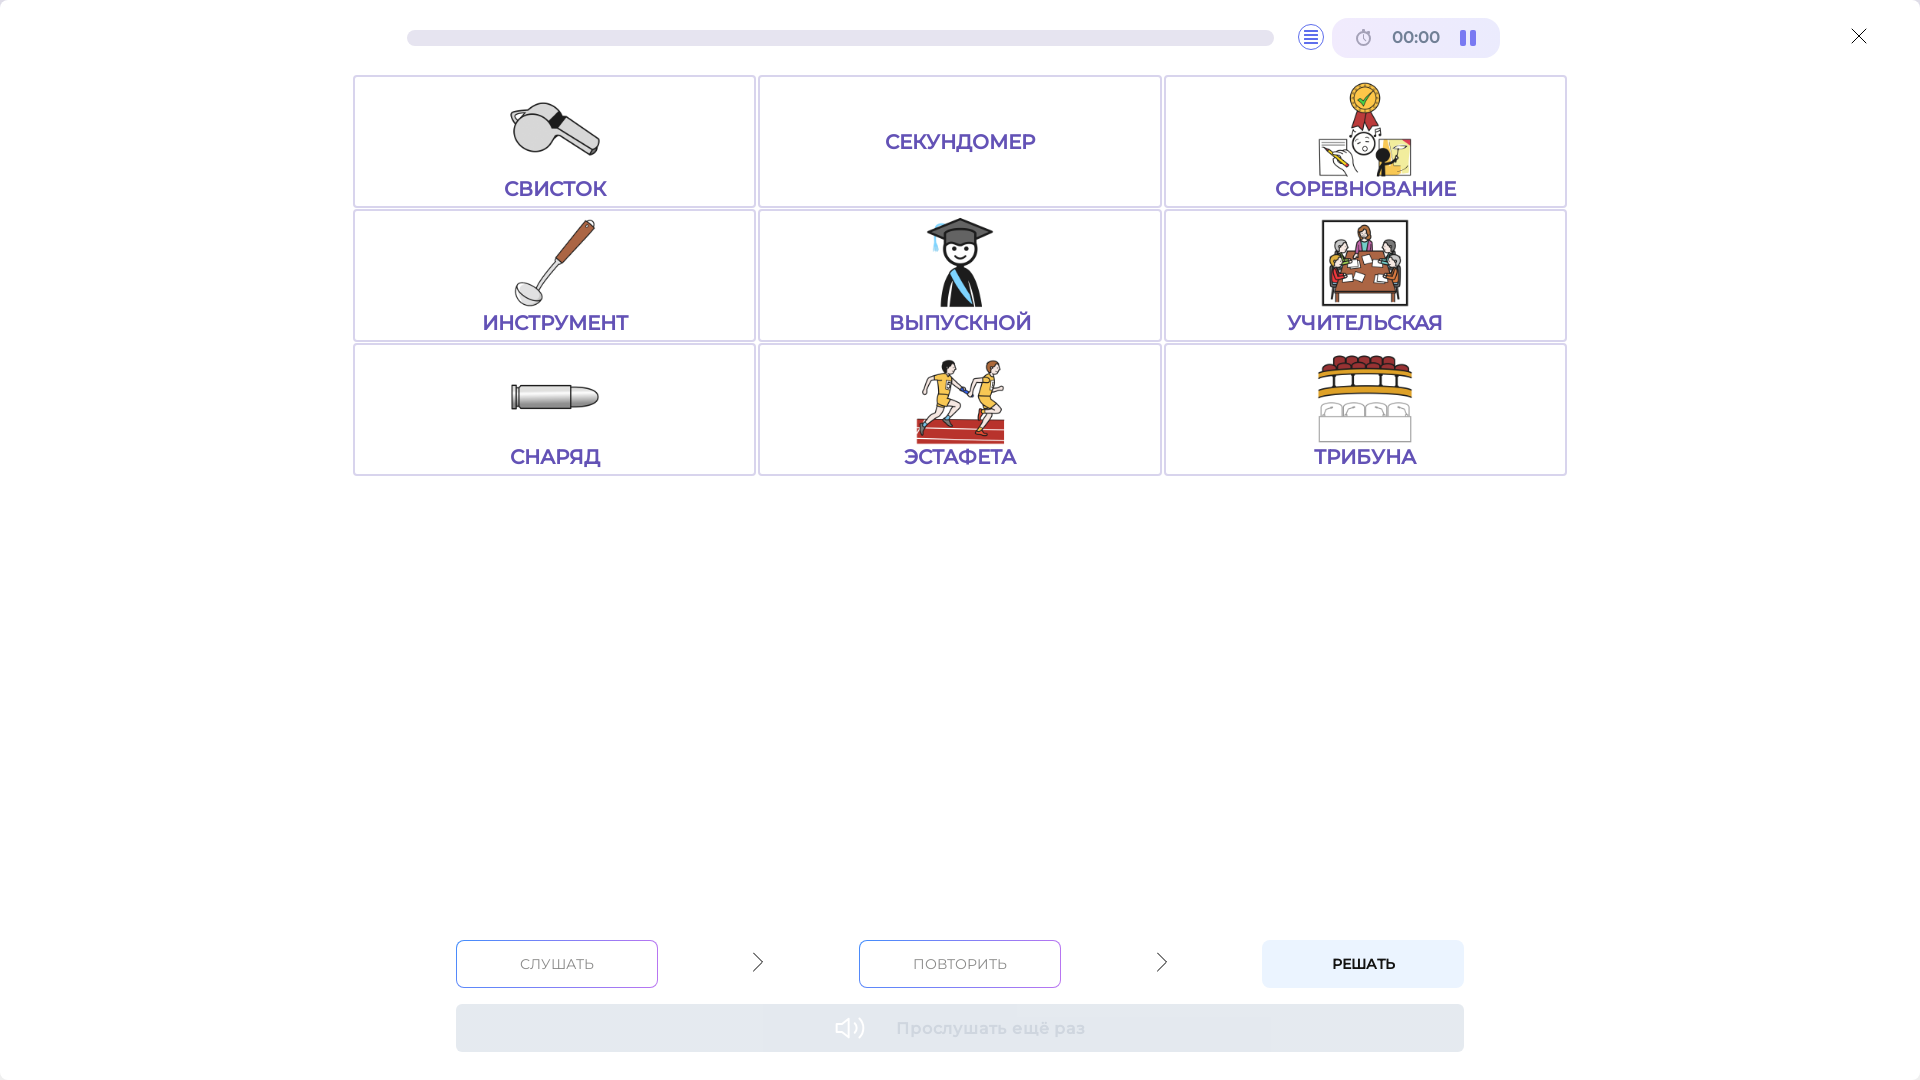 00:00
СВИСТОК
СЕКУНДОМЕР
СОРЕВНОВАНИЕ
ИНСТРУМЕНТ
ВЫПУСКНОЙ
УЧИТЕЛЬСКАЯ
СНАРЯД
ЭСТАФЕТА
ТРИБУНА
СЛУШАТЬ
ПОВТОРИТЬ
РЕШАТЬ
Прослушать ещё раз